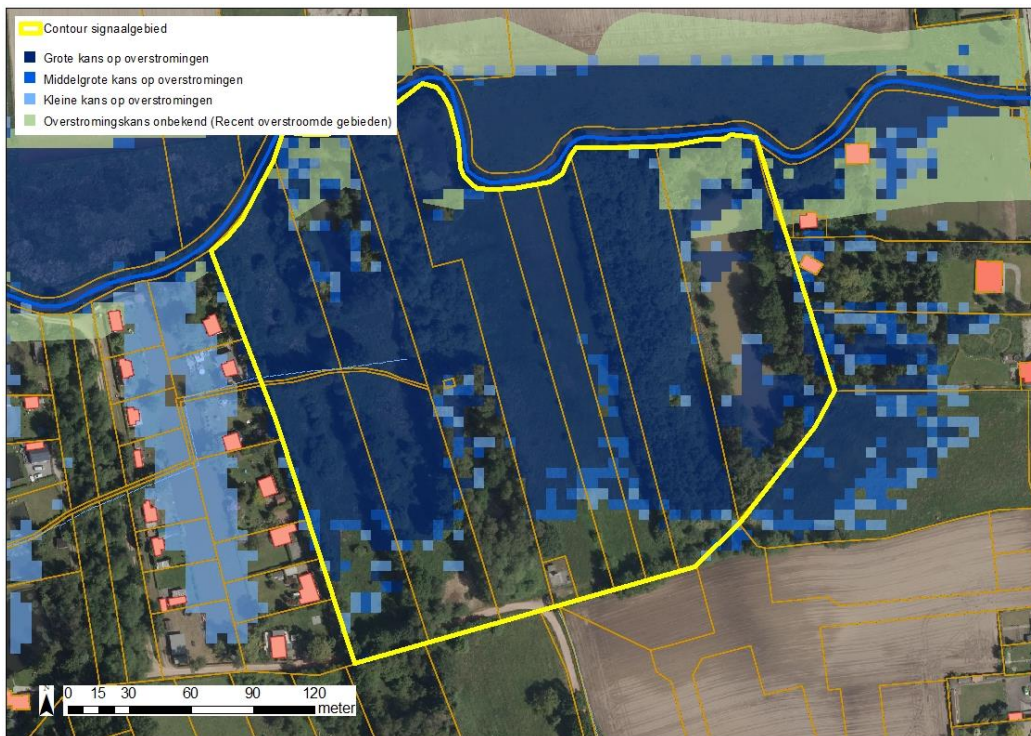 Contour signaalgebied
Grote kans op overstromingen
Middelgrote kans op overstromingen
Kleine kans op overstromingen
Overstromingskans onbekend (Recent overstroomde gebieden)
0 15 30 60 90 120
meter